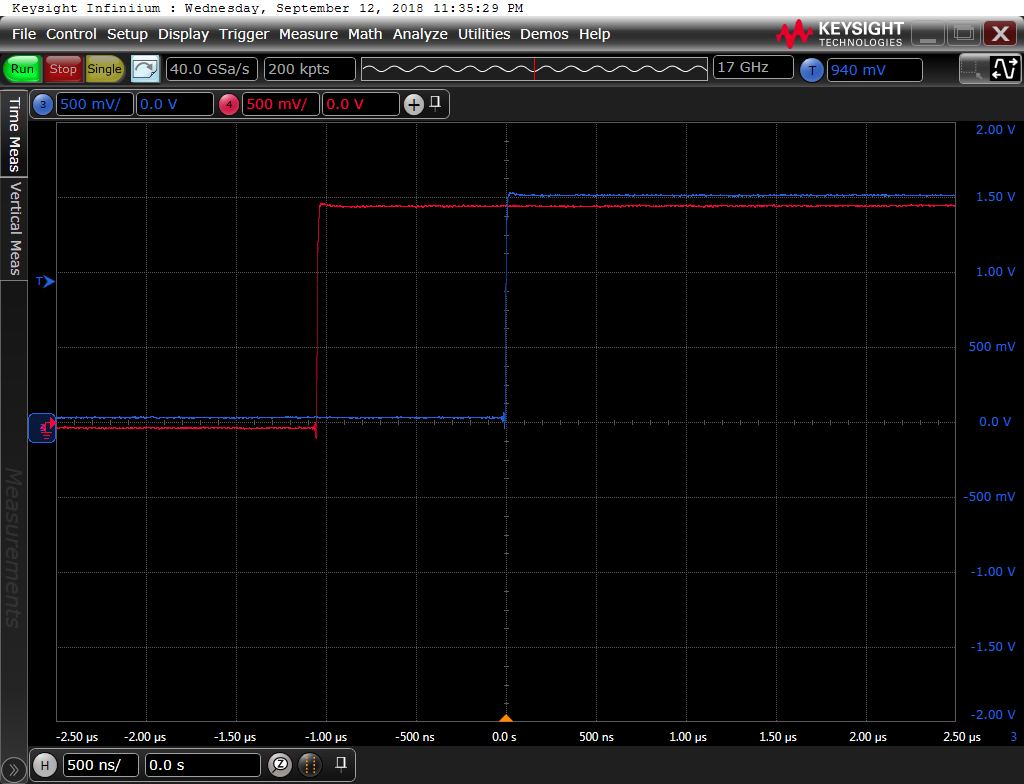 Keysight Infiniium : Wednesday, September 12, 2018 11:35:29 PM
File Control Setup Display Trigger Measure Math Analyze Utilities Demos Help
KEYSIGHT
TECHNOLOGIES
Run Stop Single 40.0 GSa/s 200 kpts 17 GHz T 940 mV
3 500 mV/ 0.0 V 4 500 mV/ 0.0 V +
Time Meas
Vertical Meas
Measurements
2.00 V
1.50 V
1.00 V
T
500 mV
0.0 V
-500 mV
-1.00 V
-1.50 V
-2.00 V
-2.50 µs -2.00 µs -1.50 µs -1.00 µs -500 ns 0.0 s 500 ns 1.00 µs 1.50 µs 2.00 µs 2.50 µs 3
H 500 ns/ 0.0 s Z